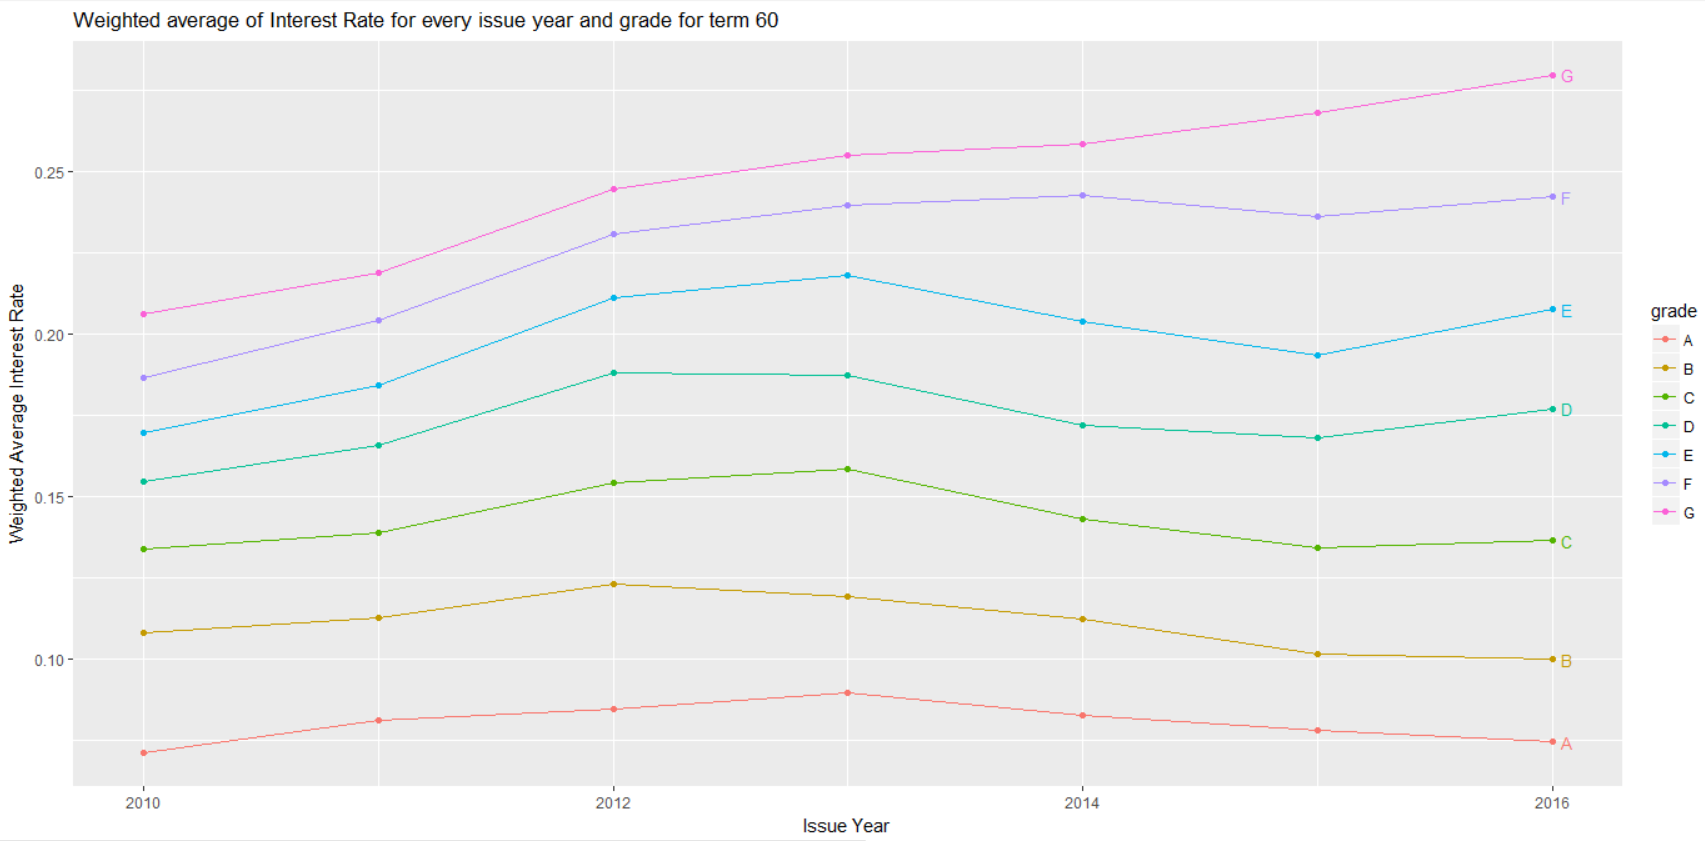 Weighted average of Interest Rate for every issue year and grade for term 60
Weighted Average Interest Rate
0.25
0.20
0.15
0.10
G
F
E
D
C
B
A
2010 2012 2014 2016
Issue Year
grade
A
B
C
D
E
F
G